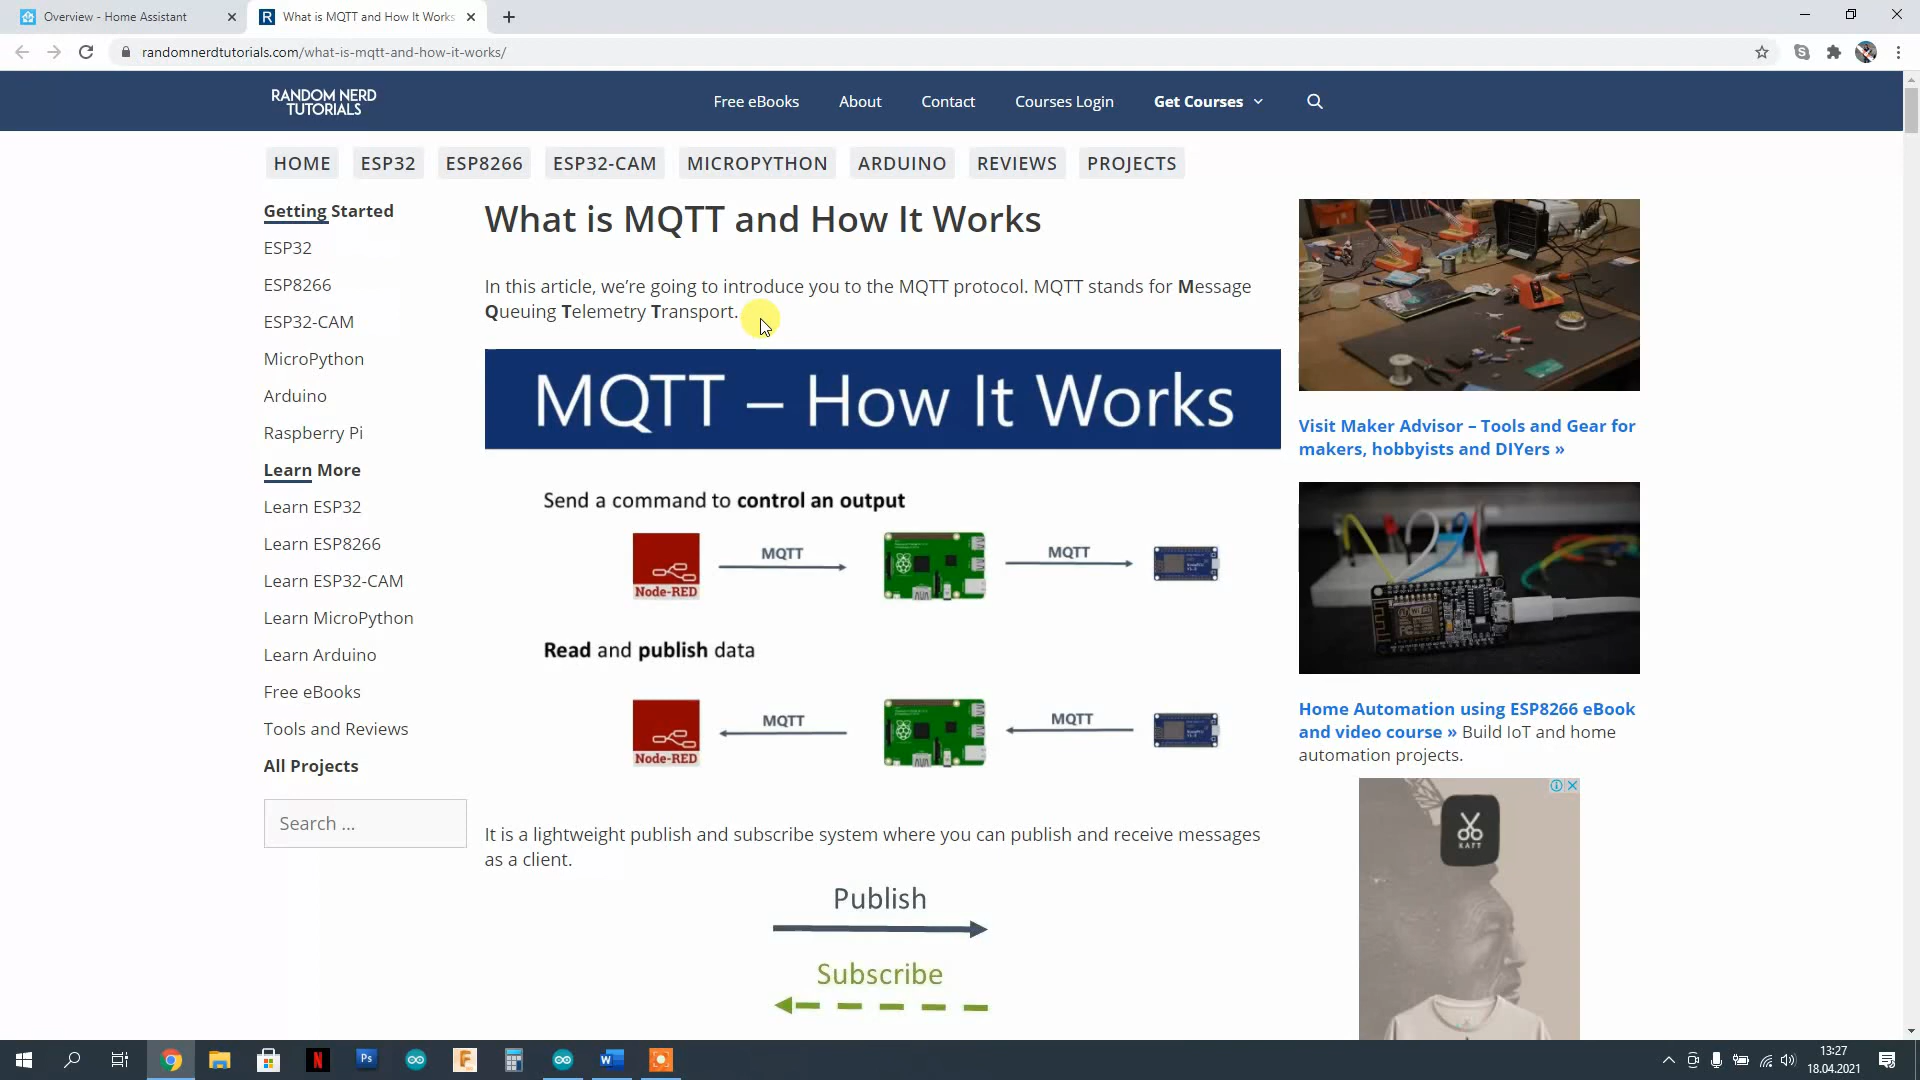 Overview - Home Assistant
What is MQTT and How It Works
randomnerdtutorials.com/what-is-mqtt-and-how-it-works/
RANDOM NERD
TUTORIALS
Free eBooks
About
Contact
Courses Login
Get Courses
HOME
ESP32
ESP8266
ESP32-CAM
MICROPYTHON
ARDUINO
REVIEWS
PROJECTS
Getting Started
ESP32
ESP8266
ESP32-CAM
MicroPython
Arduino
Raspberry Pi
Learn More
Learn ESP32
Learn ESP8266
Learn ESP32-CAM
Learn MicroPython
Learn Arduino
Free eBooks
Tools and Reviews
All Projects
Search ...
What is MQTT and How It Works
In this article, we’re going to introduce you to the MQTT protocol. MQTT stands for Message
Queuing Telemetry Transport.
MQTT – How It Works
Send a command to control an output
Node-RED
MQTT
MQTT
Read and publish data
Node-RED
MQTT
MQTT
It is a lightweight publish and subscribe system where you can publish and receive messages
as a client.
Publish
Subscribe
Visit Maker Advisor – Tools and Gear for
makers, hobbyists and DIYers »
Home Automation using ESP8266 eBook
and video course » Build IoT and home
automation projects.
Ps
13:27
18.04.2021